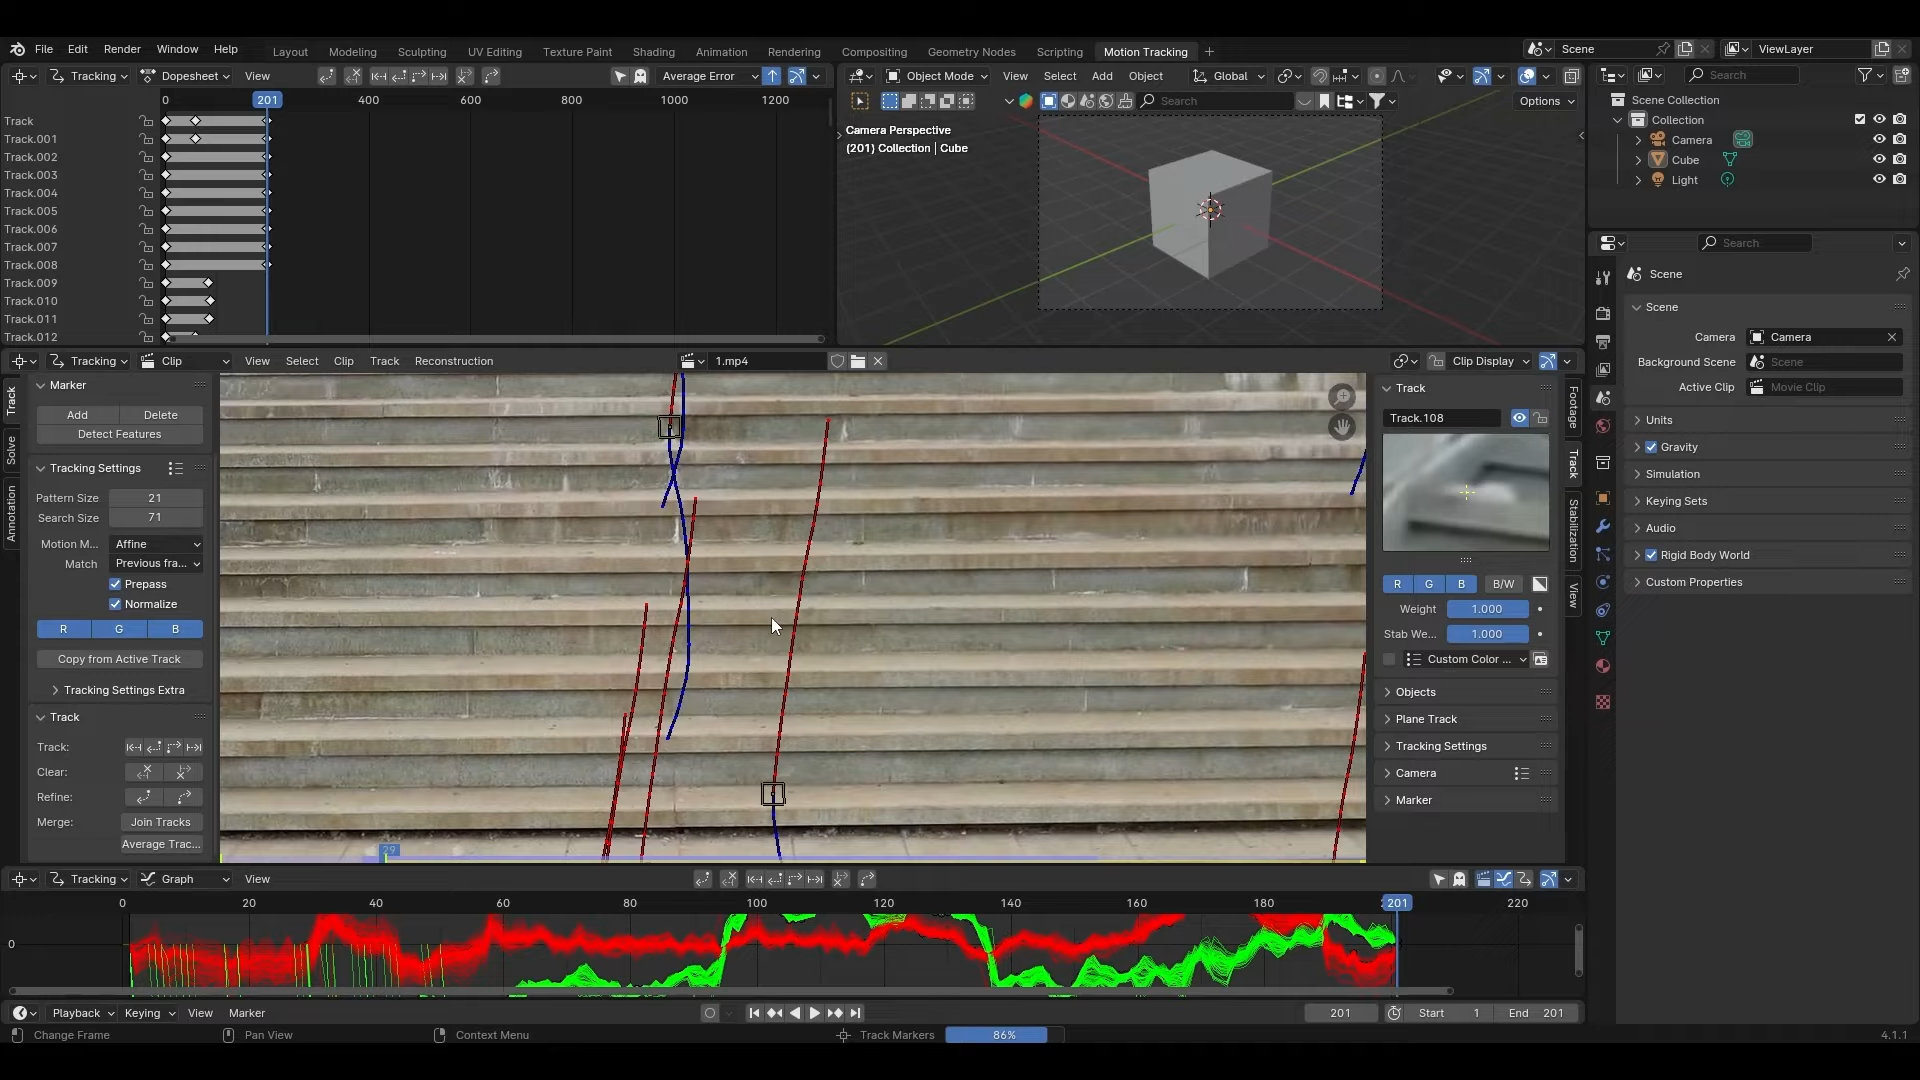 File Edit Render Window Help Layout Modeling Sculpting UV Editing Texture Paint Shading Animation Rendering Compositing Geometry Nodes Scripting Motion Tracking + Scene ViewLayer
Tracking Dopesheet View Average Error Object Mode View Select Add Object Global Search
0 201 400 600 800 1000 1200 Search Options
Track
Track.001
Track.002
Track.003
Track.004
Track.005
Track.006
Track.007
Track.008
Track.009
Track.010
Track.011
Track.012
Camera Perspective
(201) Collection | Cube
Scene Collection
Collection
Camera
Cube
Light
Search
Scene
Scene
Camera Camera
Background Scene Scene
Active Clip Movie Clip
Units
Gravity
Simulation
Keying Sets
Audio
Rigid Body World
Custom Properties
Tracking Clip View Select Clip Track Reconstruction 1.mp4 Clip Display
Track
Solve
Annotation
Marker
Add Delete
Detect Features
Tracking Settings
Pattern Size 21
Search Size 71
Motion M... Affine
Match Previous fra...
Prepass
Normalize
R G B
Copy from Active Track
Tracking Settings Extra
Track
Track:
Clear:
Refine:
Merge: Join Tracks
Average Trac...
29
Track
Track.108
R G B B/W
Weight 1.000
Stab We... 1.000
Custom Color ...
Objects
Plane Track
Tracking Settings
Camera
Marker
Footage
Track
Stabilization
View
Tracking Graph View
0 20 40 60 80 100 120 140 160 180 201 220
0
Playback Keying View Marker 201 Start 1 End 201
Change Frame Pan View Context Menu Track Markers 86% 4.1.1